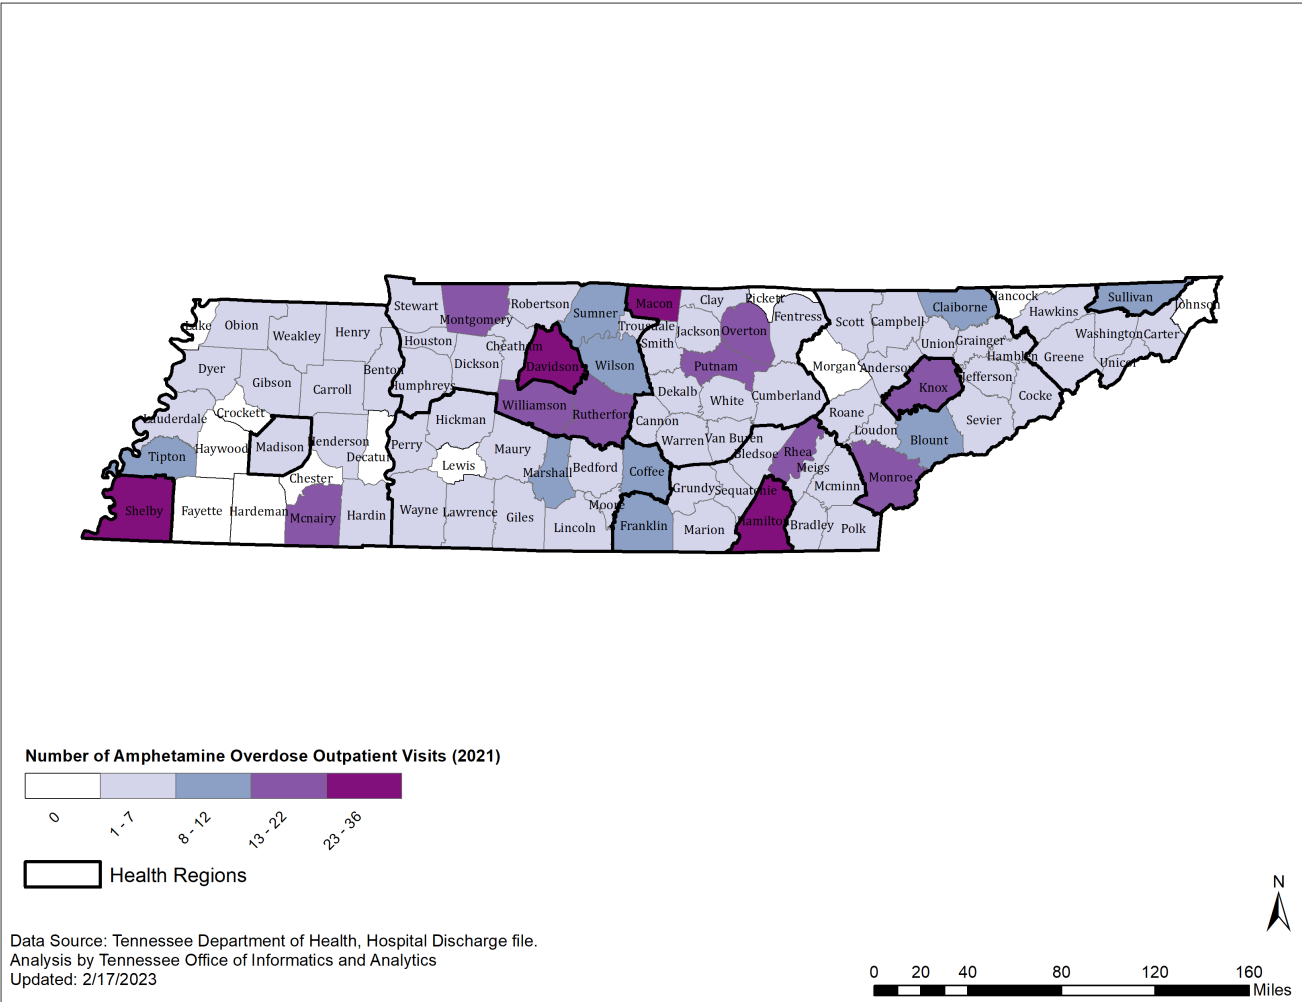 Stewart
Montgomery
Robertson
Sumner
Macon
Clay
Pickett
Fentress
Scott
Campbell
Claiborne
Hancock
Hawkins
Sullivan
Johnson
Lake
Obion
Weakley
Henry
Houston
Cheatham
Trousdale
Smith
Jackson
Overton
Union
Grainger
Hamblen
Greene
Washington
Carter
Unicoi
Dyer
Gibson
Carroll
Benton
Humphreys
Dickson
Davidson
Wilson
Putnam
Morgan
Anderson
Knox
Jefferson
Cocke
Crockett
Williamson
Rutherford
Dekalb
White
Cumberland
Lauderdale
Haywood
Madison
Henderson
Decatur
Perry
Hickman
Maury
Cannon
Warren
Van Buren
Bledsoe
Rhea
Roane
Loudon
Blount
Sevier
Tipton
Chester
Lewis
Marshall
Bedford
Coffee
Grundy
Sequatchie
Meigs
Mcminn
Monroe
Shelby
Fayette
Hardeman
Mcnairy
Hardin
Wayne
Lawrence
Giles
Lincoln
Moore
Franklin
Marion
Hamilton
Bradley
Polk
Number of Amphetamine Overdose Outpatient Visits (2021)
0
1 - 7
8 - 12
13 - 22
23 - 36
Health Regions
Data Source: Tennessee Department of Health, Hospital Discharge file.
Analysis by Tennessee Office of Informatics and Analytics
Updated: 2/17/2023
N
0 20 40 80 120 160
Miles